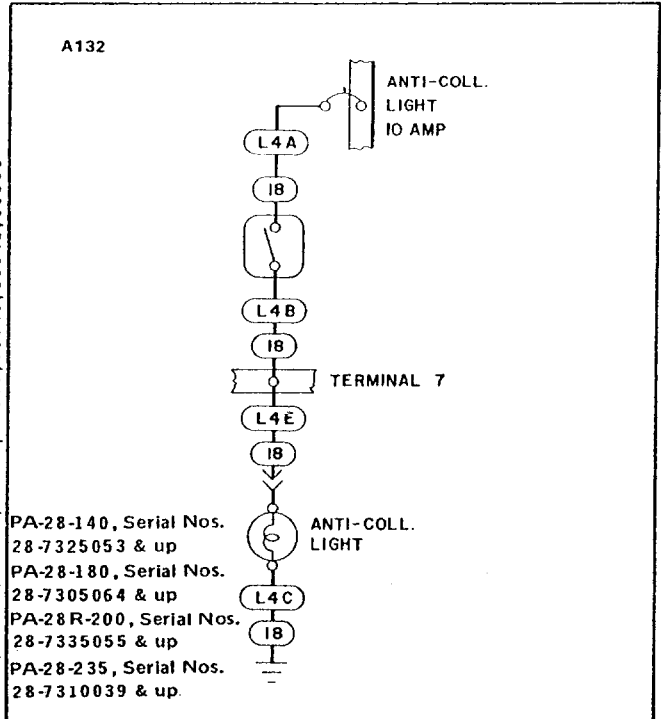 A132
ANTI-COLL.
LIGHT
10 AMP
L4A
18
L4B
18
TERMINAL 7
L4E
18
ANTI-COLL.
LIGHT
PA-28-140, Serial Nos.
28-7325053 & up
PA-28-180, Serial Nos.
28-7305064 & up
PA-28R-200, Serial Nos.
28-7335055 & up
PA-28-235, Serial Nos.
28-7310039 & up.
L4C
18